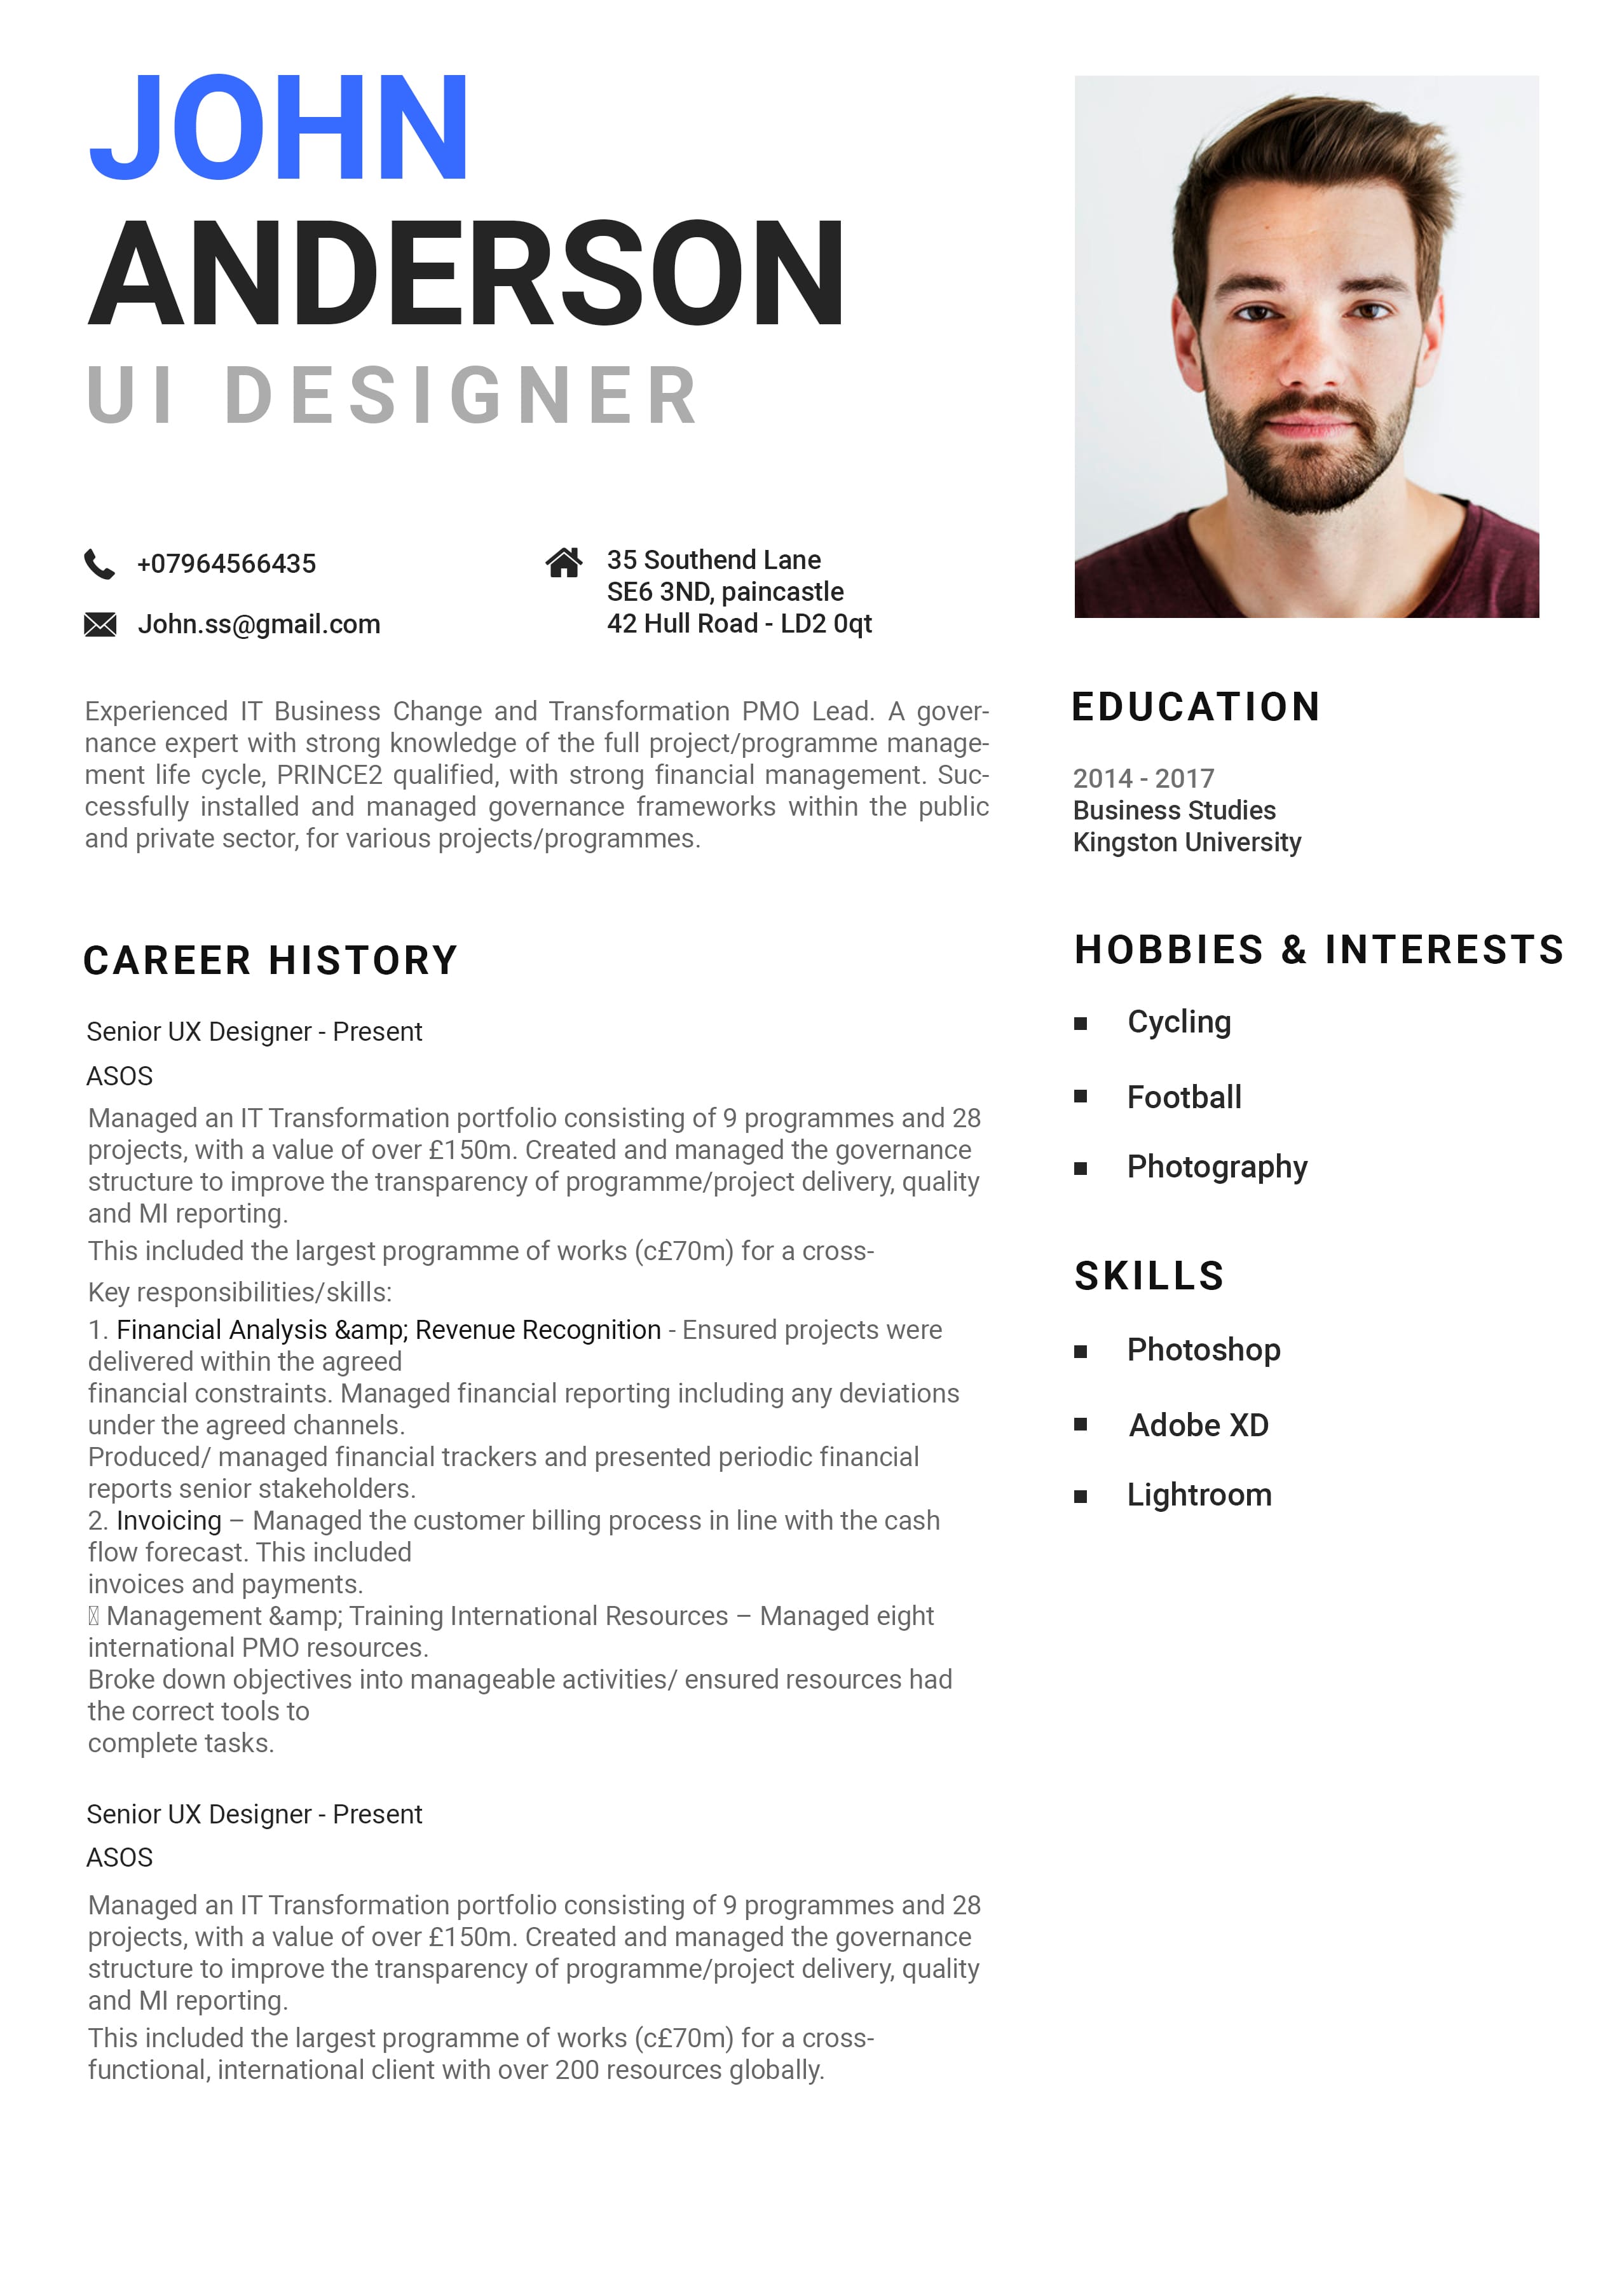 JOHN
ANDERSON
UI DESIGNER
+07964566435
John.ss@gmail.com
35 Southend Lane
SE6 3ND, paincastle
42 Hull Road - LD2 0qt
Experienced IT Business Change and Transformation PMO Lead. A gover-
nance expert with strong knowledge of the full project/programme manage-
ment life cycle, PRINCE2 qualified, with strong financial management. Suc-
cessfully installed and managed governance frameworks within the public
and private sector, for various projects/programmes.
CAREER HISTORY
Senior UX Designer - Present
ASOS
Managed an IT Transformation portfolio consisting of 9 programmes and 28
projects, with a value of over £150m. Created and managed the governance
structure to improve the transparency of programme/project delivery, quality
and MI reporting.
This included the largest programme of works (c£70m) for a cross-
Key responsibilities/skills:
1. Financial Analysis &amp; Revenue Recognition - Ensured projects were
delivered within the agreed
financial constraints. Managed financial reporting including any deviations
under the agreed channels.
Produced/ managed financial trackers and presented periodic financial
reports senior stakeholders.
2. Invoicing – Managed the customer billing process in line with the cash
flow forecast. This included
invoices and payments.
Management &amp; Training International Resources – Managed eight
international PMO resources.
Broke down objectives into manageable activities/ ensured resources had
the correct tools to
complete tasks.
Senior UX Designer - Present
ASOS
Managed an IT Transformation portfolio consisting of 9 programmes and 28
projects, with a value of over £150m. Created and managed the governance
structure to improve the transparency of programme/project delivery, quality
and MI reporting.
This included the largest programme of works (c£70m) for a cross-
functional, international client with over 200 resources globally.
EDUCATION
2014 - 2017
Business Studies
Kingston University
HOBBIES & INTERESTS
Cycling
Football
Photography
SKILLS
Photoshop
Adobe XD
Lightroom